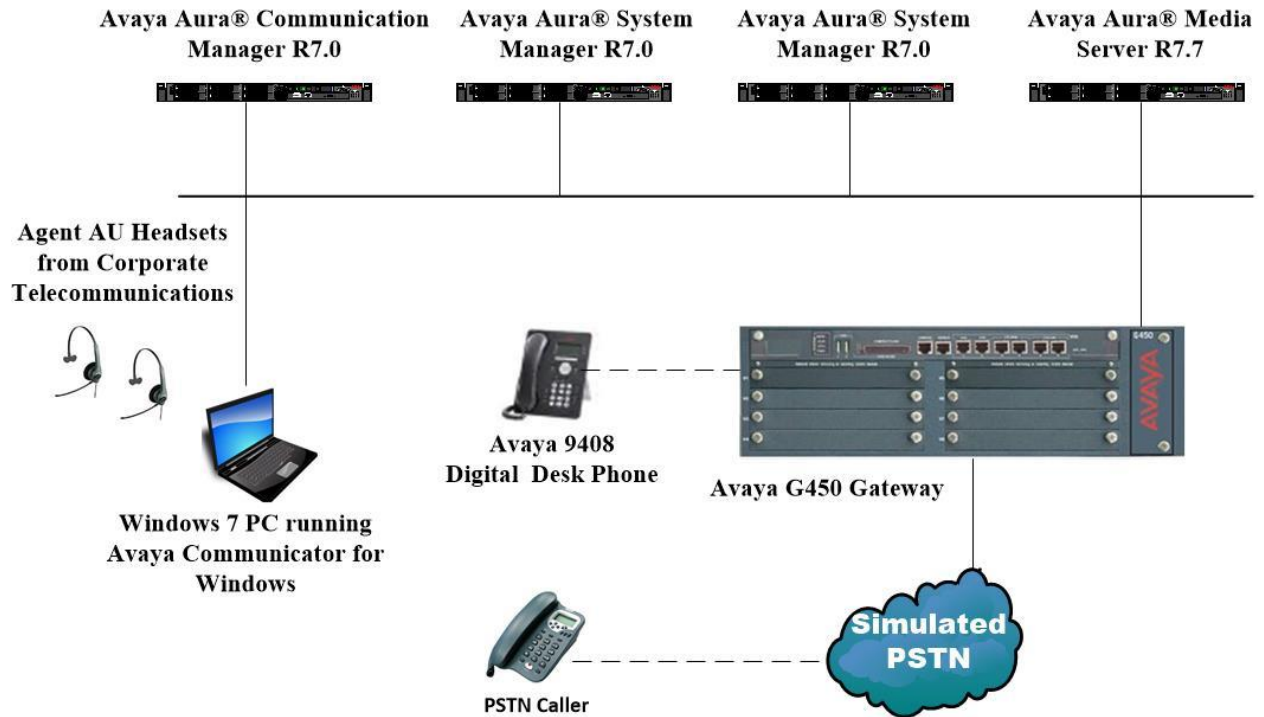 Avaya Aura® Communication
Manager R7.0
Avaya Aura® System
Manager R7.0
Avaya Aura® System
Manager R7.0
Avaya Aura® Media
Server R7.7
Agent AU Headsets
from Corporate
Telecommunications
Windows 7 PC running
Avaya Communicator for
Windows
Avaya 9408
Digital Desk Phone
G450
AVAYA
Avaya G450 Gateway
Simulated
PSTN
PSTN Caller